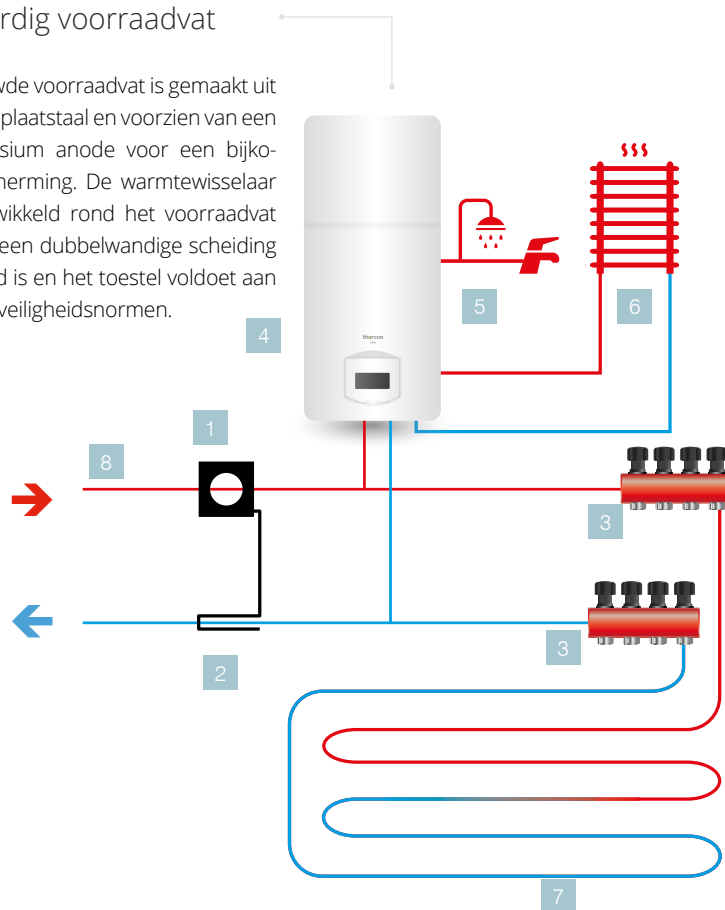 rdig voorraadvat
wde voorraadvat is gemaakt uit
plaatstaal en voorzien van een
sium anode voor een bijko-
herming. De warmtewisselaar
wikkeld rond het voorraadvat
een dubbelwandige scheiding
d is en het toestel voldoet aan
veiligheidsnormen.
thercon
4
5
6
1
8
3
3
2
7